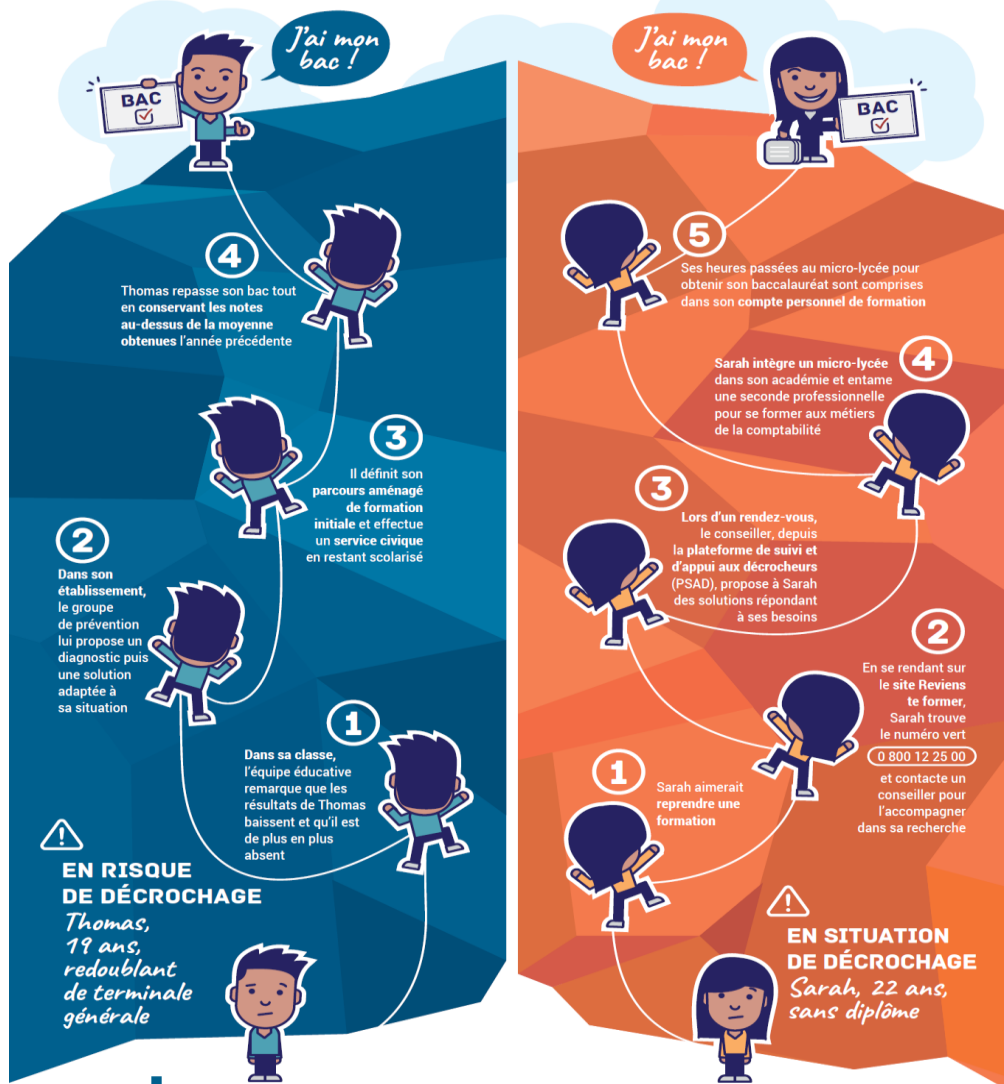 J'ai mon
bac !
BAC
4
Thomas repasse son bac tout
en conservant les notes
au-dessus de la moyenne
obtenues l'année précédente
3
Il définit son
parcours aménagé
de formation
initiale et effectue
un service civique
en restant scolarisé
2
Dans son
établissement,
le groupe
de prévention
lui propose un
diagnostic puis
une solution
adaptée à
sa situation
1
Dans sa classe,
l'équipe éducative
remarque que les
résultats de Thomas
baissent et qu'il est
de plus en plus
absent
EN RISQUE
DE DÉCROCHAGE
Thomas,
19 ans,
redoublant
de terminale
générale
J'ai mon
bac !
BAC
5
Ses heures passées au micro-lycée pour
obtenir son baccalauréat sont comprises
dans son compte personnel de formation
4
Sarah intègre un micro-lycée
dans son académie et entame
une seconde professionnelle
pour se former aux métiers
de la comptabilité
3
Lors d'un rendez-vous,
le conseiller, depuis
la plateforme de suivi et
d'appui aux décrocheurs
(PSAD), propose à Sarah
des solutions répondant
à ses besoins
2
En se rendant sur
le site Reviens
te former,
Sarah trouve
le numéro vert
0 800 12 25 00
et contacte un
conseiller pour
l'accompagner
dans sa recherche
1
Sarah aimerait
reprendre une
formation
EN SITUATION
DE DÉCROCHAGE
Sarah, 22 ans,
sans diplôme